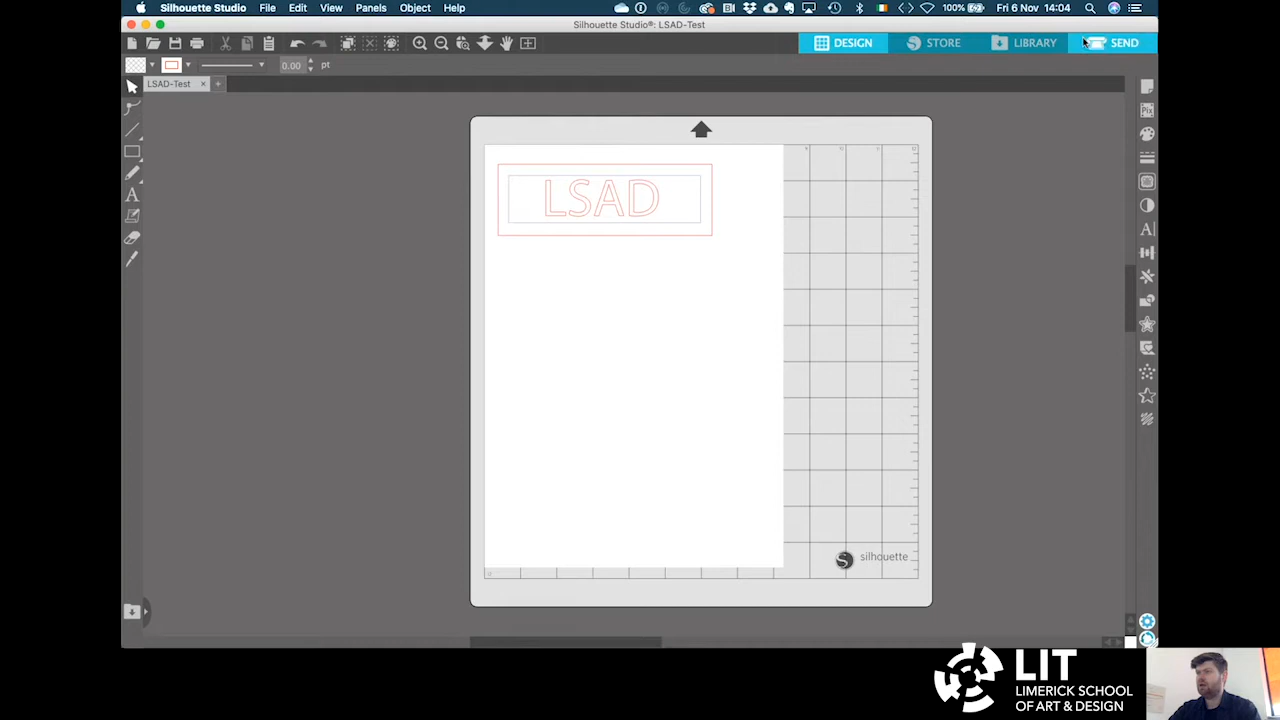 Silhouette Studio File Edit View Panels Object Help 100% Fri 6 Nov 14:04
Silhouette Studio®: LSAD-Test
DESIGN STORE LIBRARY SEND
0.00 pt
LSAD-Test
LSAD
silhouette
LIT
LIMERICK SCHOOL
OF ART & DESIGN